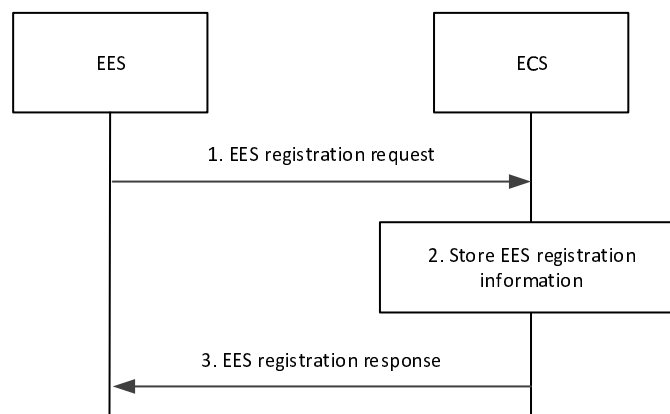 EES
ECS
1. EES registration request
2. Store EES registration
information
3. EES registration response